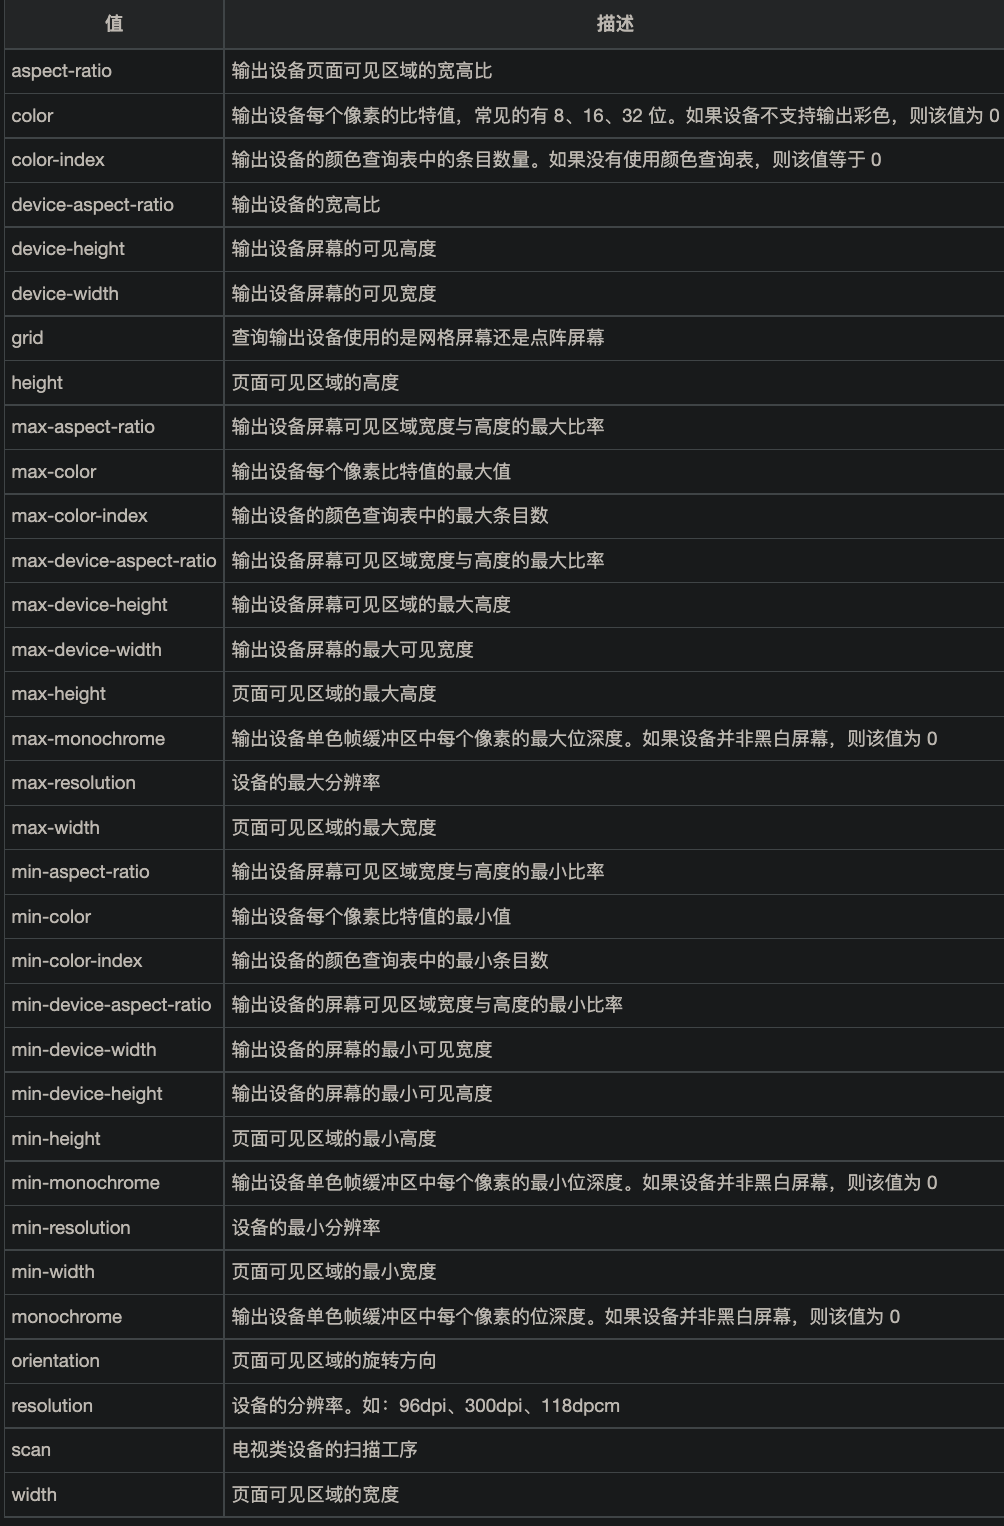 值 描述
aspect-ratio 输出设备页面可见区域的宽高比
color 输出设备每个像素的比特值，常见的有 8、16、32 位。如果设备不支持输出彩色，则该值为 0
color-index 输出设备的颜色查询表中的条目数量。如果没有使用颜色查询表，则该值等于 0
device-aspect-ratio 输出设备的宽高比
device-height 输出设备屏幕的可见高度
device-width 输出设备屏幕的可见宽度
grid 查询输出设备使用的是网格屏幕还是点阵屏幕
height 页面可见区域的高度
max-aspect-ratio 输出设备屏幕可见区域宽度与高度的最大比率
max-color 输出设备每个像素比特值的最大值
max-color-index 输出设备的颜色查询表中的最大条目数
max-device-aspect-ratio 输出设备屏幕可见区域宽度与高度的最大比率
max-device-height 输出设备屏幕可见区域的最大高度
max-device-width 输出设备屏幕的最大可见宽度
max-height 页面可见区域的最大高度
max-monochrome 输出设备单色帧缓冲区中每个像素的最大位深度。如果设备并非黑白屏幕，则该值为 0
max-resolution 设备的最大分辨率
max-width 页面可见区域的最大宽度
min-aspect-ratio 输出设备屏幕可见区域宽度与高度的最小比率
min-color 输出设备每个像素比特值的最小值
min-color-index 输出设备的颜色查询表中的最小条目数
min-device-aspect-ratio 输出设备的屏幕可见区域宽度与高度的最小比率
min-device-width 输出设备的屏幕的最小可见宽度
min-device-height 输出设备的屏幕的最小可见高度
min-height 页面可见区域的最小高度
min-monochrome 输出设备单色帧缓冲区中每个像素的最小位深度。如果设备并非黑白屏幕，则该值为 0
min-resolution 设备的最小分辨率
min-width 页面可见区域的最小宽度
monochrome 输出设备单色帧缓冲区中每个像素的位深度。如果设备并非黑白屏幕，则该值为 0
orientation 页面可见区域的旋转方向
resolution 设备的分辨率。如：96dpi、300dpi、118dpcm
scan 电视类设备的扫描工序
width 页面可见区域的宽度